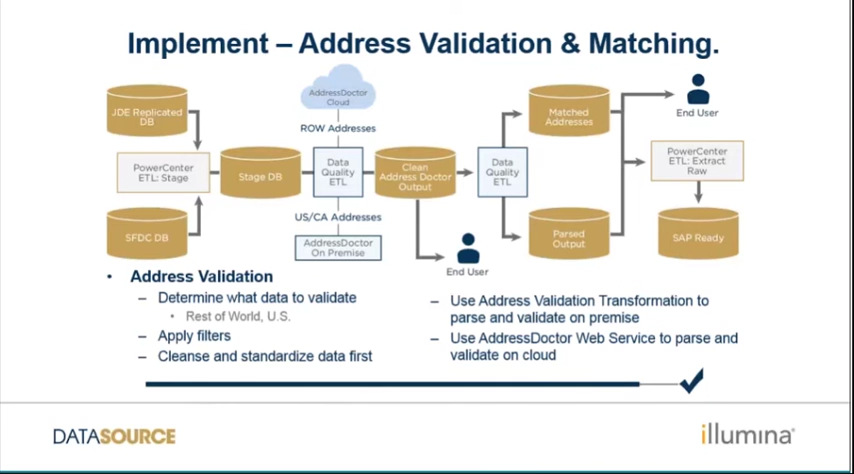 Implement – Address Validation & Matching.
JDE Replicated
DB
PowerCenter
ETL: Stage
SFDC DB
Stage DB
AddressDoctor
Cloud
ROW Addresses
Data
Quality
ETL
US/CA Addresses
AddressDoctor
On Premise
Clean
Address Doctor
Output
End User
Data
Quality
ETL
Matched
Addresses
Parsed
Output
End User
PowerCenter
ETL: Extract
Raw
SAP Ready
• Address Validation
– Determine what data to validate
• Rest of World, U.S.
– Apply filters
– Cleanse and standardize data first
– Use Address Validation Transformation to
parse and validate on premise
– Use AddressDoctor Web Service to parse and
validate on cloud
DATASOURCE
illumina®